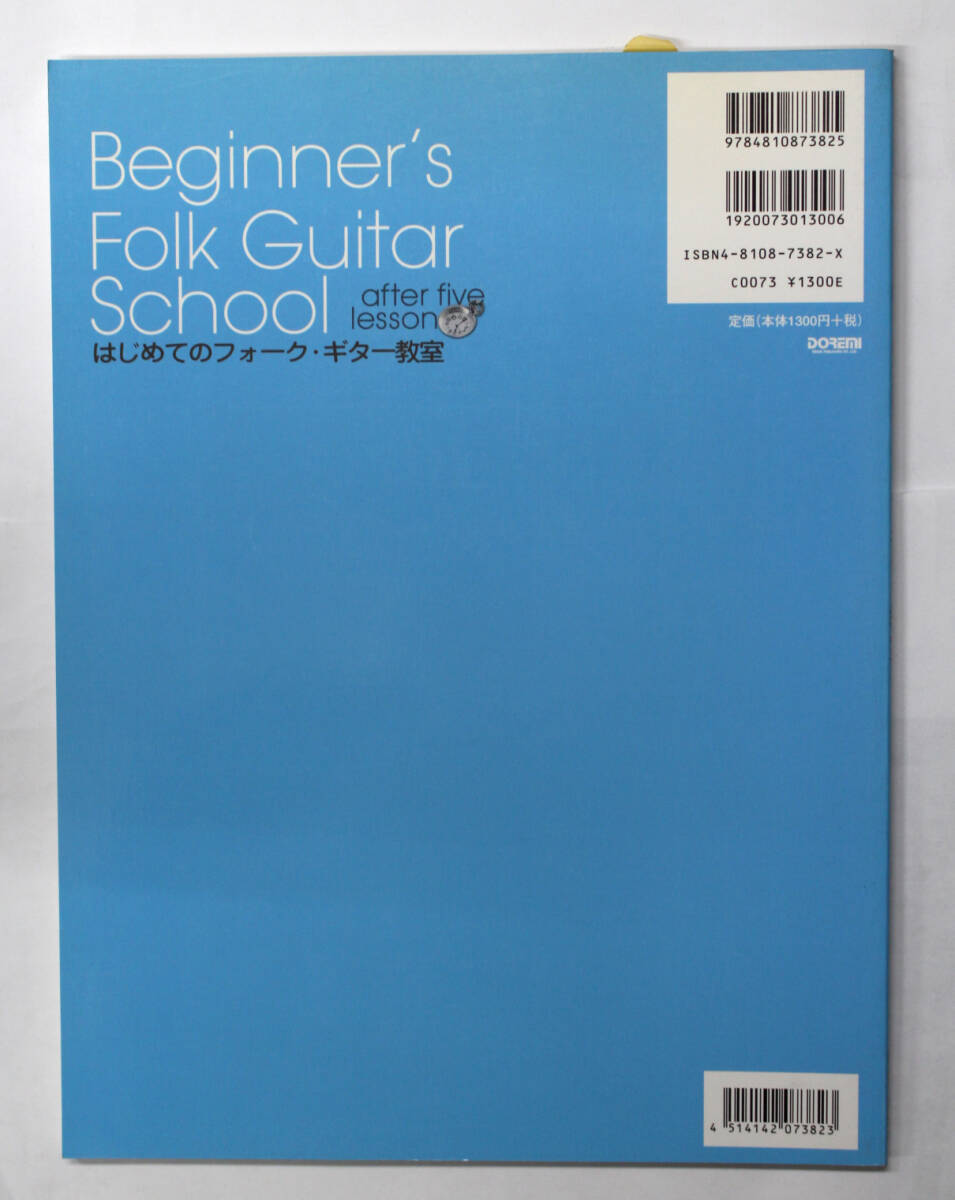 Beginner's
Folk Guitar
School
after five
lesson
はじめてのフォーク・ギター教室
9784810873825
1920073013006
ISBN4-8108-7382-X
C0073 ¥1300E
定価(本体1300円+税)
DOREMI
4 514142 073823